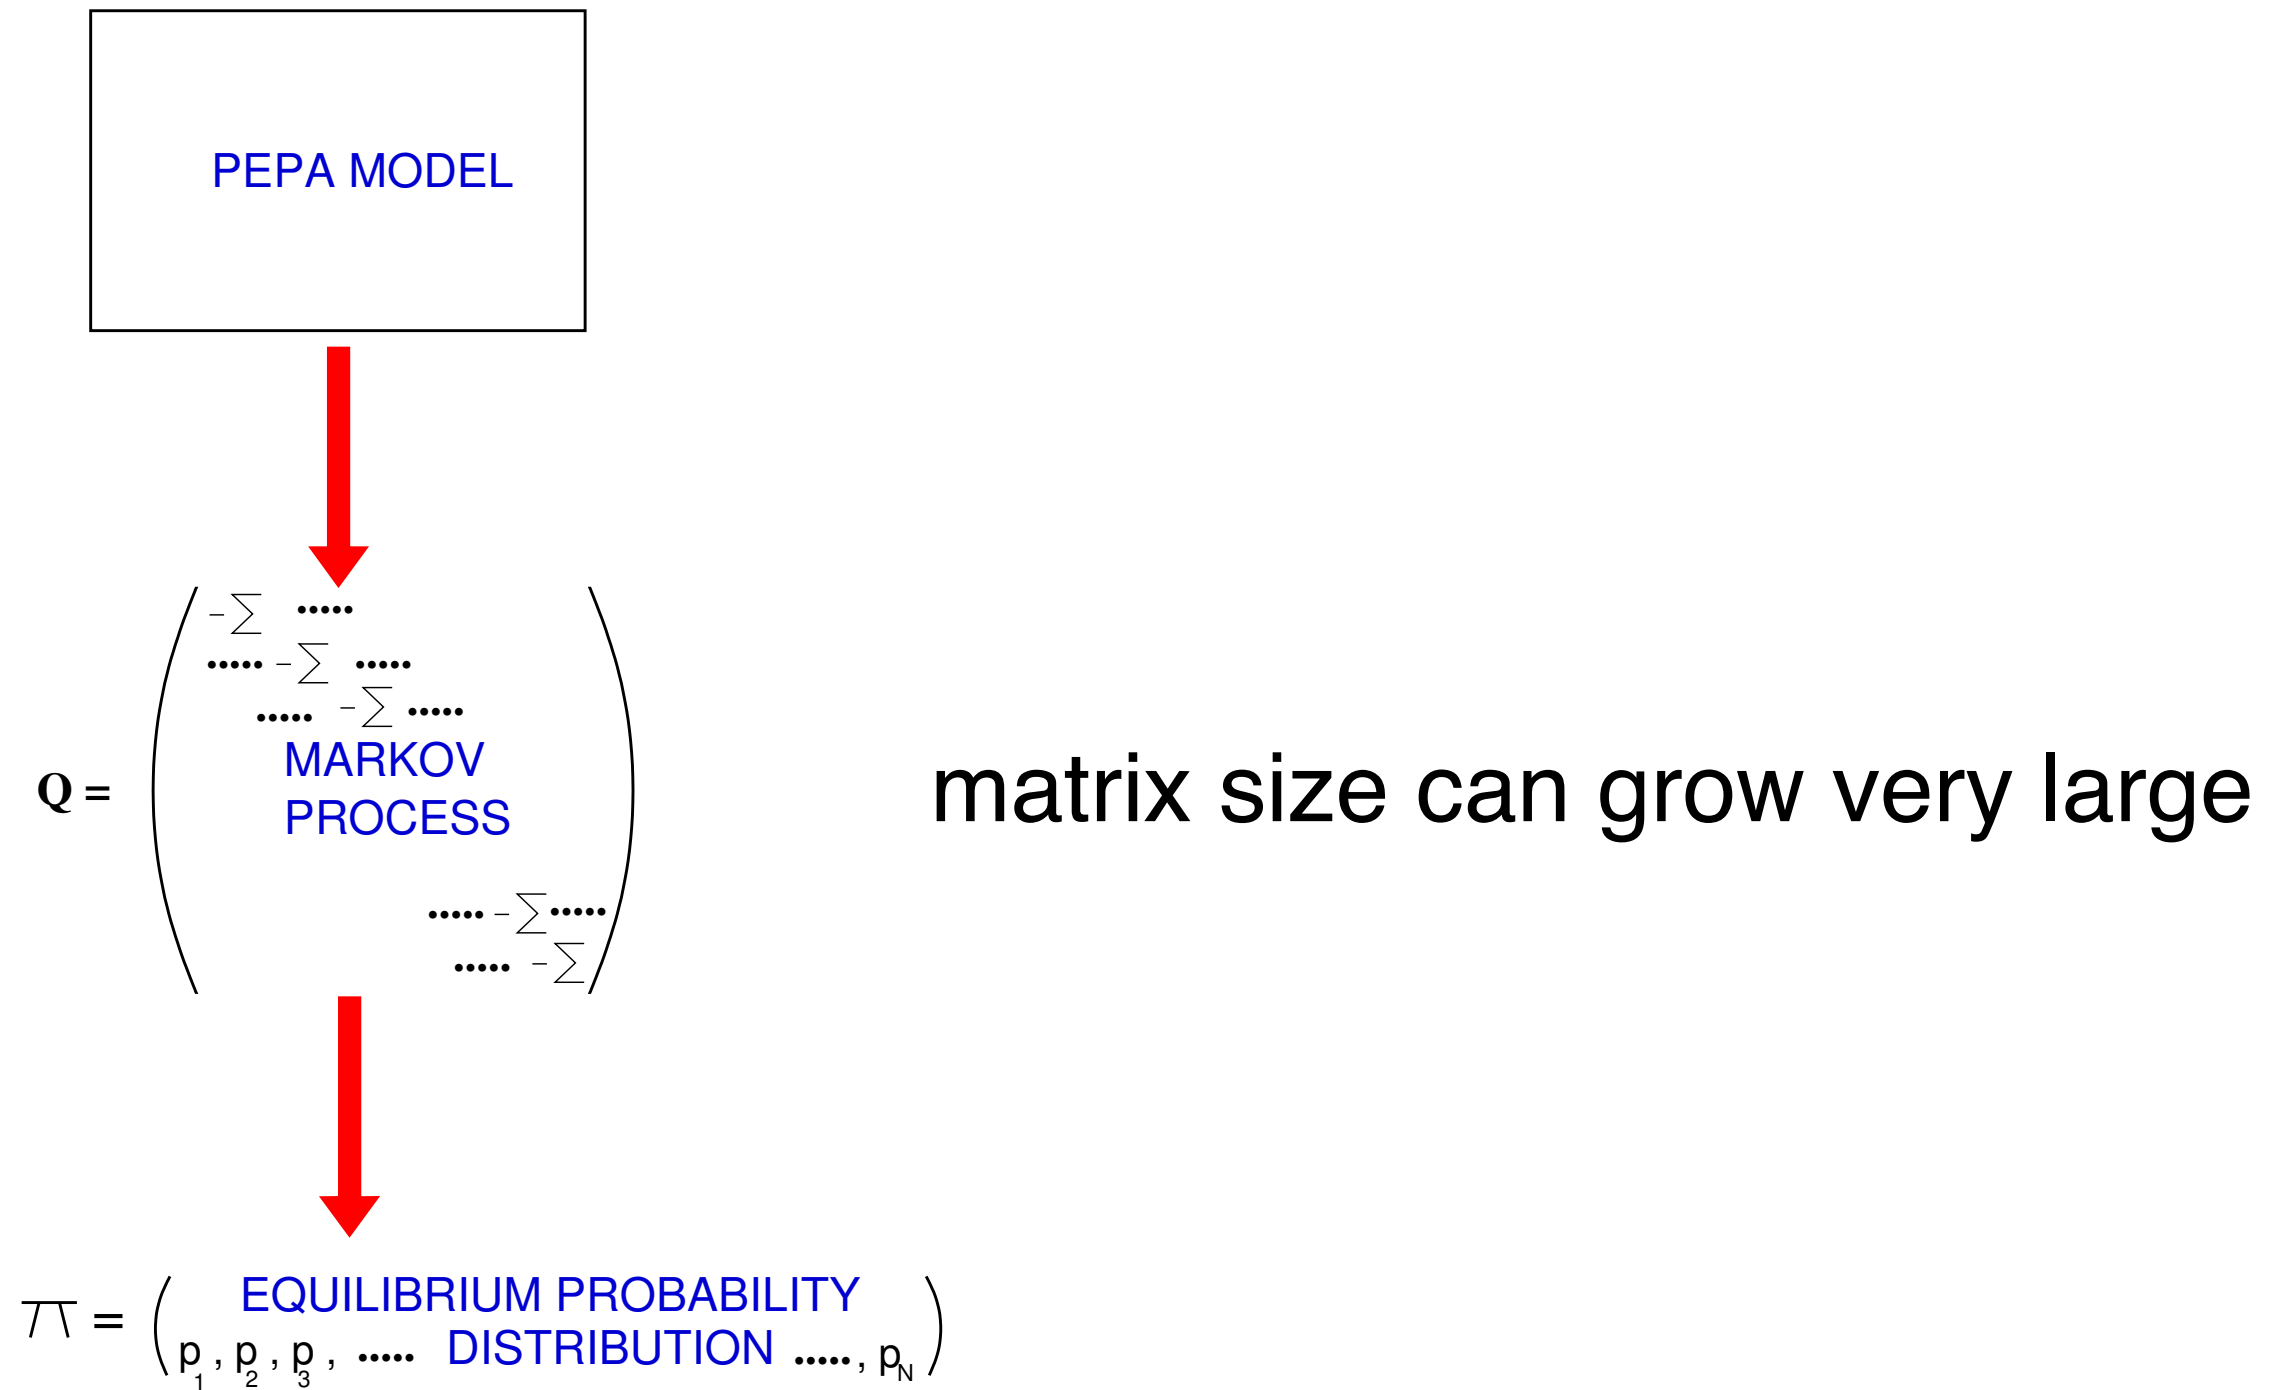 PEPA MODEL
-∑ .....
..... -∑ .....
..... -∑ .....
MARKOV
Q =
PROCESS
matrix size can grow very large
..... -∑ .....
..... -∑
EQUILIBRIUM PROBABILITY
π = ( p1 , p2 , p3 , ..... DISTRIBUTION ..... , pN )